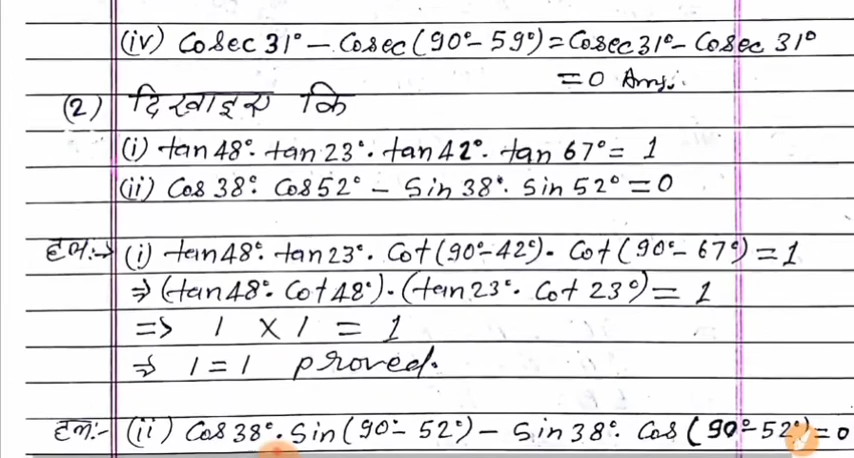 (iv) Cosec 31° - Cosec (90° - 59°) = Cosec 31° - Cosec 31°
= 0 Ans:.
(2) दिखाइए कि
(i) tan 48°. tan 23°. tan 42°. tan 67° = 1
(ii) Cos 38°. Cos 52° - Sin 38°. Sin 52° = 0
हल:→ (i) tan 48°. tan 23°. Cot (90° - 42°). Cot (90° - 67°) = 1
⇒ (tan 48°. Cot 48°). (tan 23°. Cot 23°) = 1
=> 1 X 1 = 1
⇒ 1 = 1 proved.
हल:- (ii) Cos 38°. Sin (90° - 52°) - Sin 38°. Cos (90° - 52°) = 0